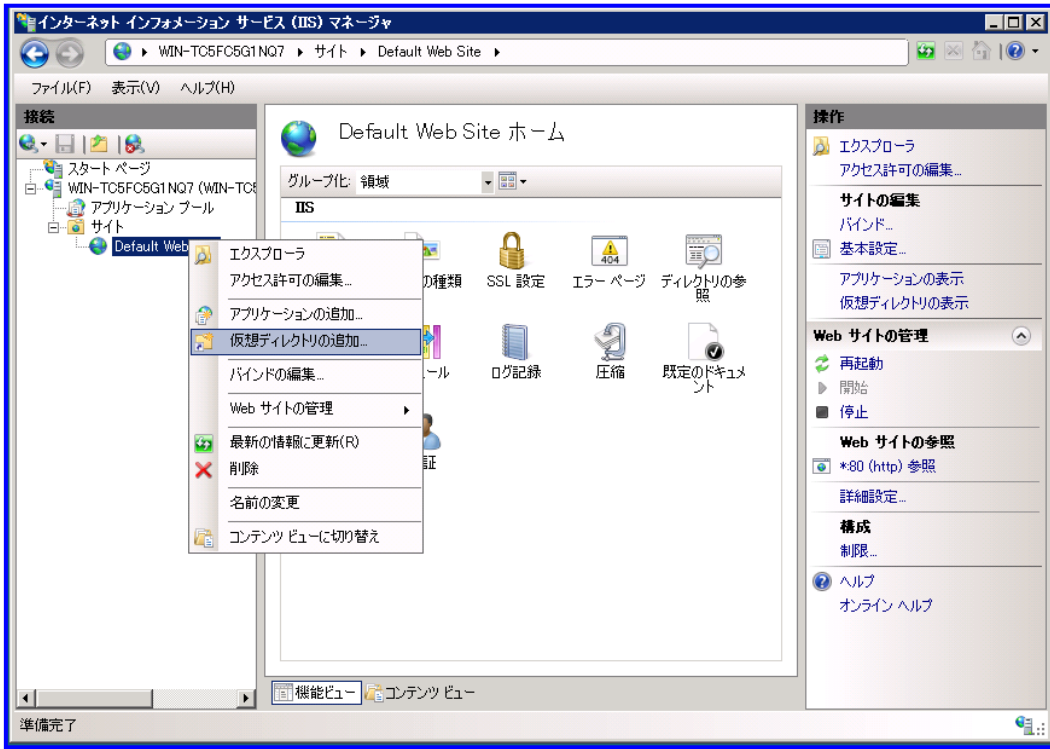 インターネット インフォメーション サービス (IIS) マネージャ
WIN-TC5FC5G1NQ7 ▸ サイト ▸ Default Web Site ▸
ファイル(F) 表示(V) ヘルプ(H)
接続
スタート ページ
WIN-TC5FC5G1NQ7 (WIN-TC5
アプリケーション プール
サイト
Default Web
エクスプローラ
アクセス許可の編集...
アプリケーションの追加...
仮想ディレクトリの追加...
バインドの編集...
Web サイトの管理
最新の情報に更新(R)
削除
名前の変更
コンテンツ ビューに切り替え
Default Web Site ホーム
グループ化: 領域
IIS
の種類
SSL 設定
404
エラー ページ
ディレクトリの参
照
ール
ログ記録
圧縮
既定のドキュメ
ント
証
機能ビュー
コンテンツ ビュー
操作
エクスプローラ
アクセス許可の編集...
サイトの編集
バインド...
基本設定...
アプリケーションの表示
仮想ディレクトリの表示
Web サイトの管理
再起動
開始
停止
Web サイトの参照
*:80 (http) 参照
詳細設定...
構成
制限...
ヘルプ
オンライン ヘルプ
準備完了